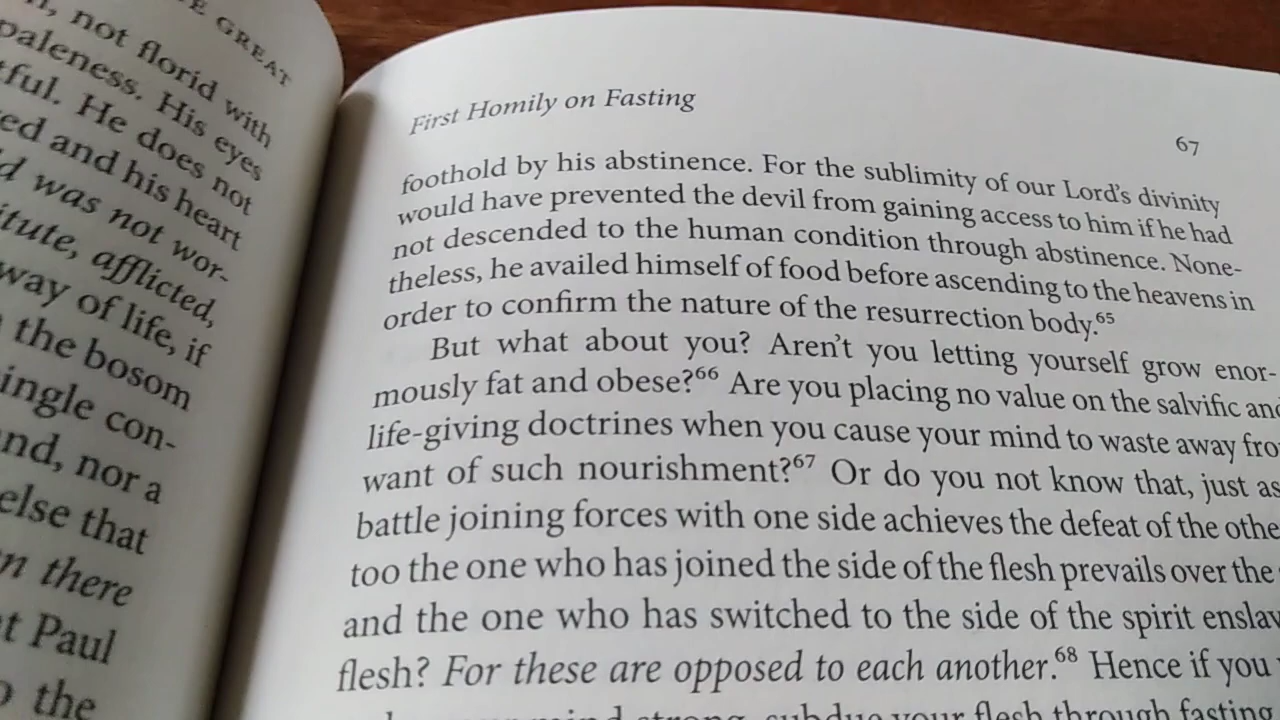 GREAT
not florid with
paleness. His eyes
He does not
and his heart
was not wor-
afflicted,
way of life, if
the bosom
con-
nor a
else that
there
Paul
the
First Homily on Fasting
67
foothold by his abstinence. For the sublimity of our Lord's divinity
would have prevented the devil from gaining access to him if he had
not descended to the human condition through abstinence. None-
theless, he availed himself of food before ascending to the heavens in
order to confirm the nature of the resurrection body.65
But what about you? Aren't you letting yourself grow enor-
mously fat and obese?66 Are you placing no value on the salvific and
life-giving doctrines when you cause your mind to waste away
want of such nourishment?67 Or do you not know that, just as
battle joining forces with one side achieves the defeat of the
too the one who has joined the side of the flesh prevails over the
and the one who has switched to the side of the spirit
flesh? For these are opposed to each another.68 Hence if you
mind strong, subdue your flesh through fasting.